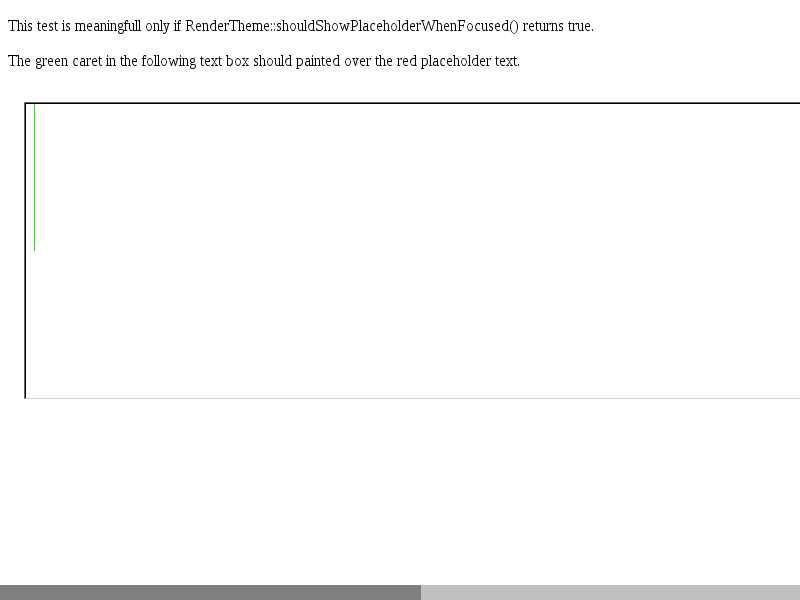 This test is meaningfull only if RenderTheme::shouldShowPlaceholderWhenFocused() returns true.
The green caret in the following text box should painted over the red placeholder text.